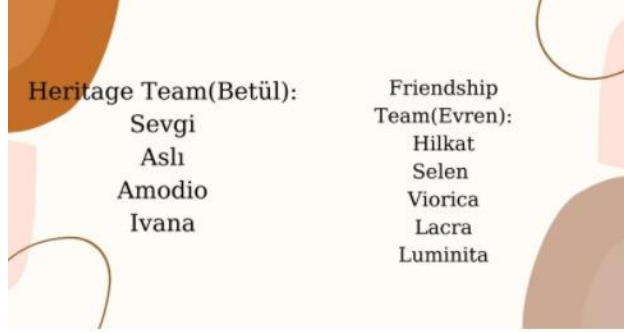 Heritage Team(Betül):
Sevgi
Aslı
Amodio
Ivana
Friendship
Team(Evren):
Hilkat
Selen
Viorica
Lacra
Luminita